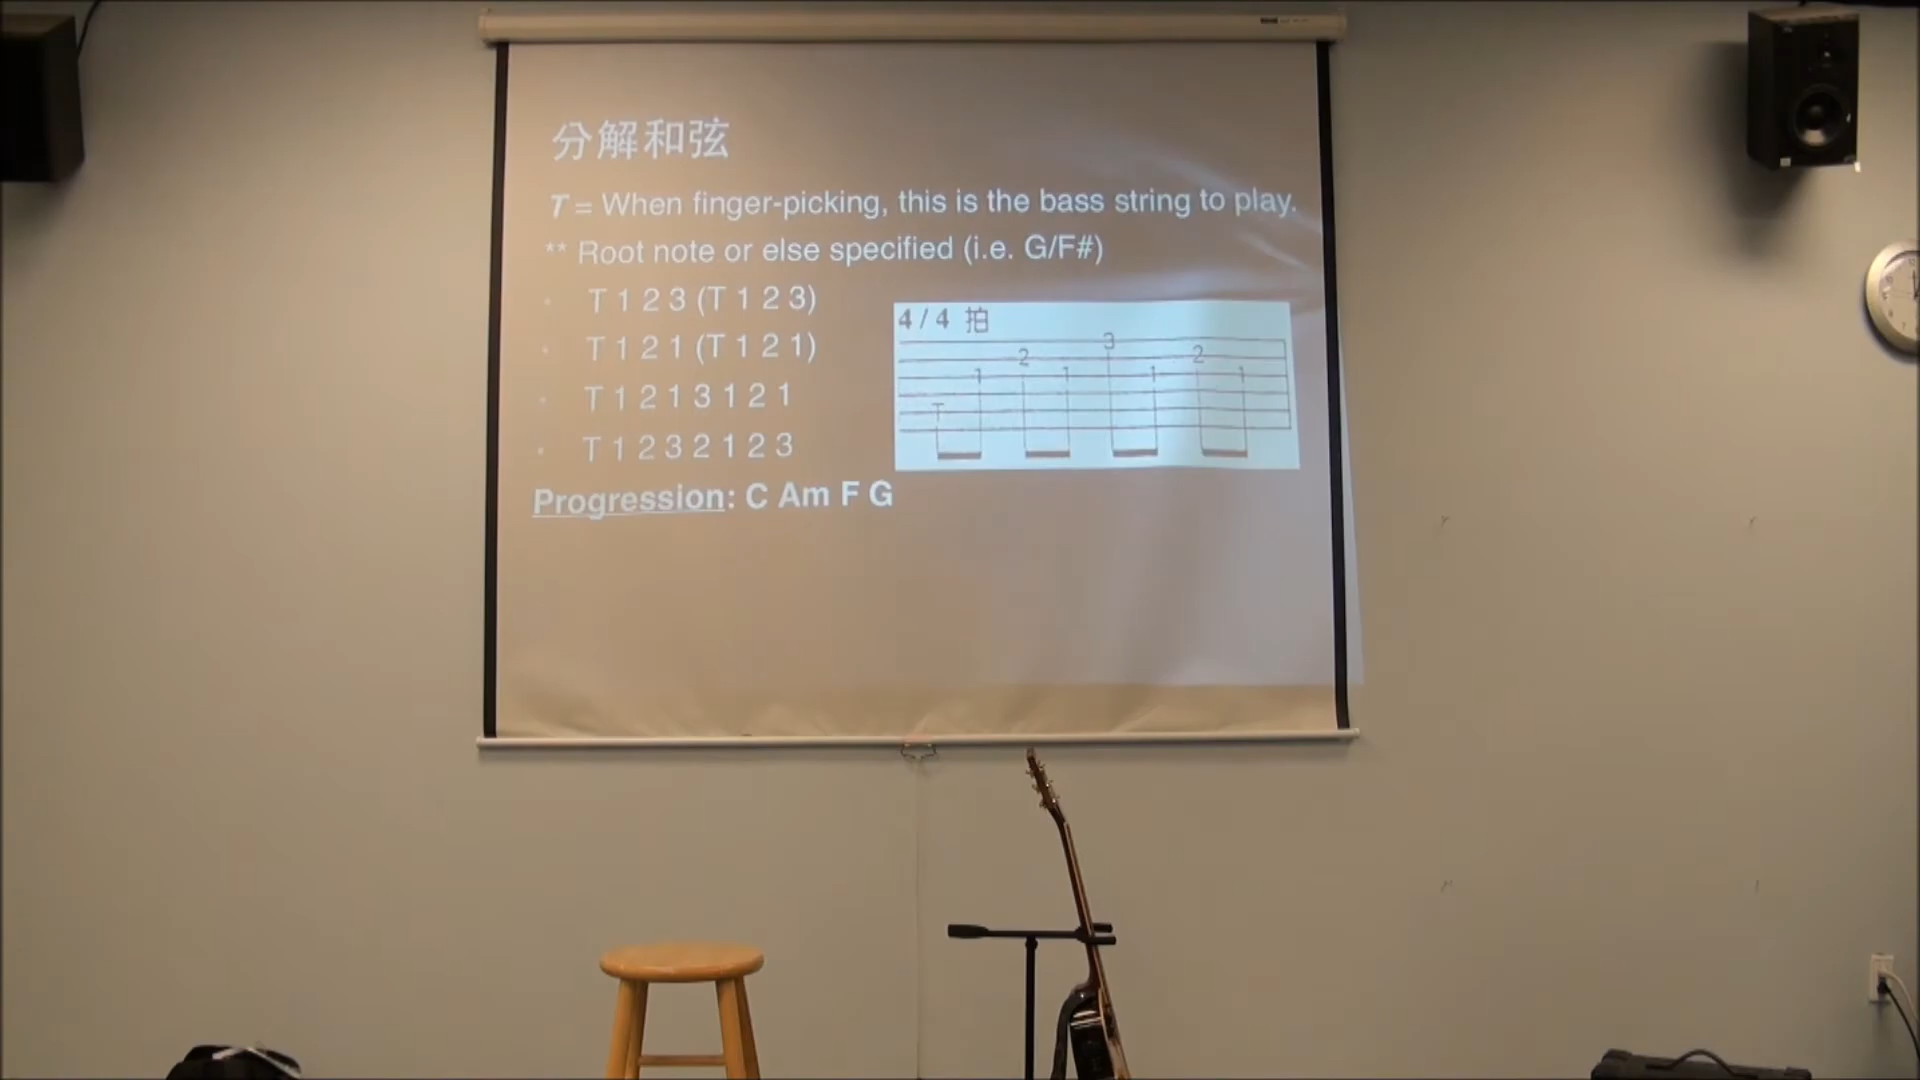 分解和弦
T = When finger-picking, this is the bass string to play.
** Root note or else specified (i.e. G/F#)
T 1 2 3 (T 1 2 3)
T 1 2 1 (T 1 2 1)
T 1 2 1 3 1 2 1
T 1 2 3 2 1 2 3
Progression: C Am F G
4/4 拍
T 1 2 1 3 1 2 1